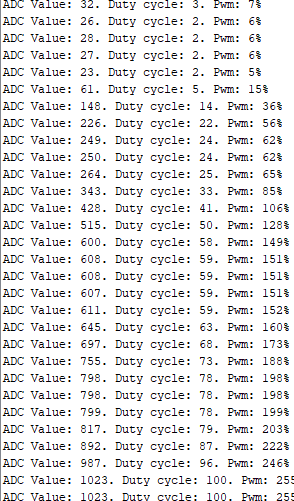 ADC Value: 32. Duty cycle: 3. Pwm: 7%
ADC Value: 26. Duty cycle: 2. Pwm: 6%
ADC Value: 28. Duty cycle: 2. Pwm: 6%
ADC Value: 27. Duty cycle: 2. Pwm: 6%
ADC Value: 23. Duty cycle: 2. Pwm: 5%
ADC Value: 61. Duty cycle: 5. Pwm: 15%
ADC Value: 148. Duty cycle: 14. Pwm: 36%
ADC Value: 226. Duty cycle: 22. Pwm: 56%
ADC Value: 249. Duty cycle: 24. Pwm: 62%
ADC Value: 250. Duty cycle: 24. Pwm: 62%
ADC Value: 264. Duty cycle: 25. Pwm: 65%
ADC Value: 343. Duty cycle: 33. Pwm: 85%
ADC Value: 428. Duty cycle: 41. Pwm: 106%
ADC Value: 515. Duty cycle: 50. Pwm: 128%
ADC Value: 600. Duty cycle: 58. Pwm: 149%
ADC Value: 608. Duty cycle: 59. Pwm: 151%
ADC Value: 608. Duty cycle: 59. Pwm: 151%
ADC Value: 607. Duty cycle: 59. Pwm: 151%
ADC Value: 611. Duty cycle: 59. Pwm: 152%
ADC Value: 645. Duty cycle: 63. Pwm: 160%
ADC Value: 697. Duty cycle: 68. Pwm: 173%
ADC Value: 755. Duty cycle: 73. Pwm: 188%
ADC Value: 798. Duty cycle: 78. Pwm: 198%
ADC Value: 798. Duty cycle: 78. Pwm: 198%
ADC Value: 799. Duty cycle: 78. Pwm: 199%
ADC Value: 817. Duty cycle: 79. Pwm: 203%
ADC Value: 892. Duty cycle: 87. Pwm: 222%
ADC Value: 987. Duty cycle: 96. Pwm: 246%
ADC Value: 1023. Duty cycle: 100. Pwm: 255
ADC Value: 1023. Duty cycle: 100. Pwm: 255